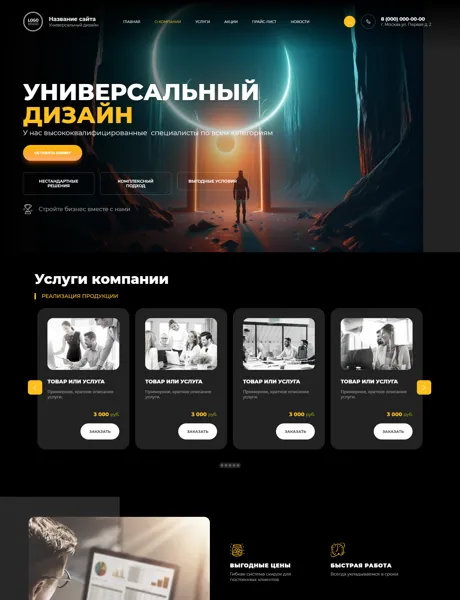 LOGO
Название сайта
Универсальный дизайн
ГЛАВНАЯ
О КОМПАНИИ
УСЛУГИ
АКЦИИ
ПРАЙС-ЛИСТ
НОВОСТИ
8 (000) 000-00-00
г. Москва ул. Первая д. 2
УНИВЕРСАЛЬНЫЙ
ДИЗАЙН
У нас высококвалифицированные специалисты по всем категориям
НЕСТАНДАРТНЫЕ
РЕШЕНИЯ
КОМПЛЕКСНЫЙ
ПОДХОД
ВЫГОДНЫЕ УСЛОВИЯ
Стройте бизнес вместе с нами
Услуги компании
РЕАЛИЗАЦИЯ ПРОДУКЦИИ
ТОВАР ИЛИ УСЛУГА
Примерное, краткое описание
услуги.
3 000 руб.
ЗАКАЗАТЬ
ТОВАР ИЛИ УСЛУГА
Примерное, краткое описание
услуги.
3 000 руб.
ЗАКАЗАТЬ
ТОВАР ИЛИ УСЛУГА
Примерное, краткое описание
услуги.
3 000 руб.
ЗАКАЗАТЬ
ТОВАР ИЛИ УСЛУГА
Примерное, краткое описание
услуги.
3 000 руб.
ЗАКАЗАТЬ
ВЫГОДНЫЕ ЦЕНЫ
Гибкая система скидок для
постоянных клиентов
БЫСТРАЯ РАБОТА
Всегда укладываемся в сроки